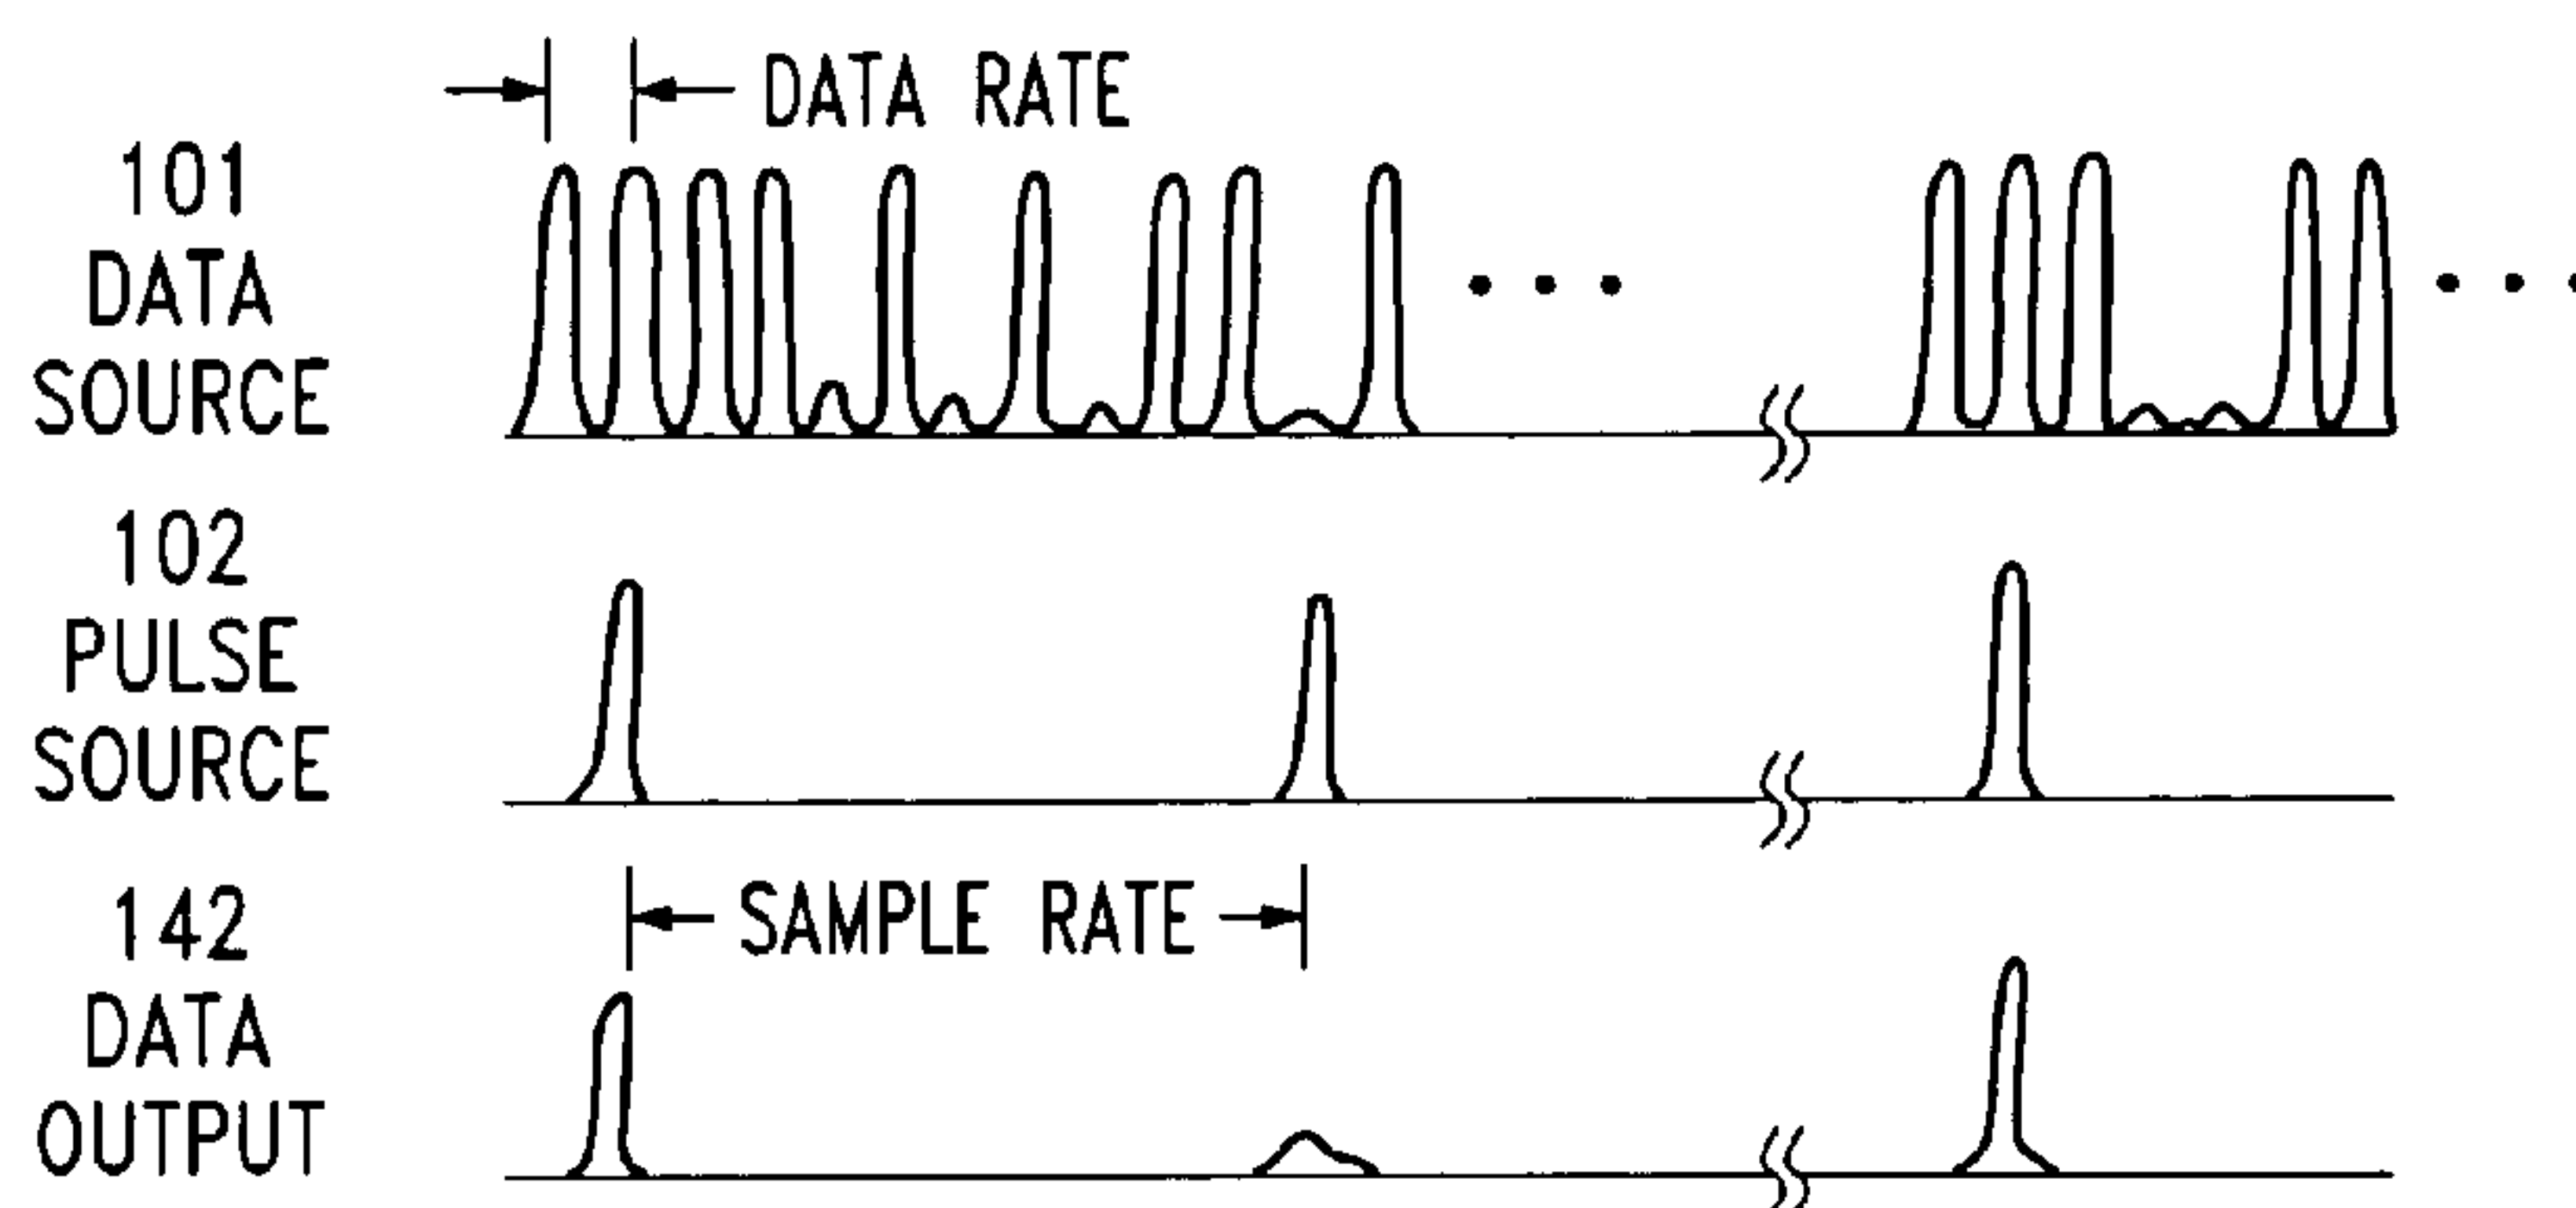 DATA RATE
101
DATA
SOURCE
102
PULSE
SOURCE
SAMPLE RATE
142
DATA
OUTPUT